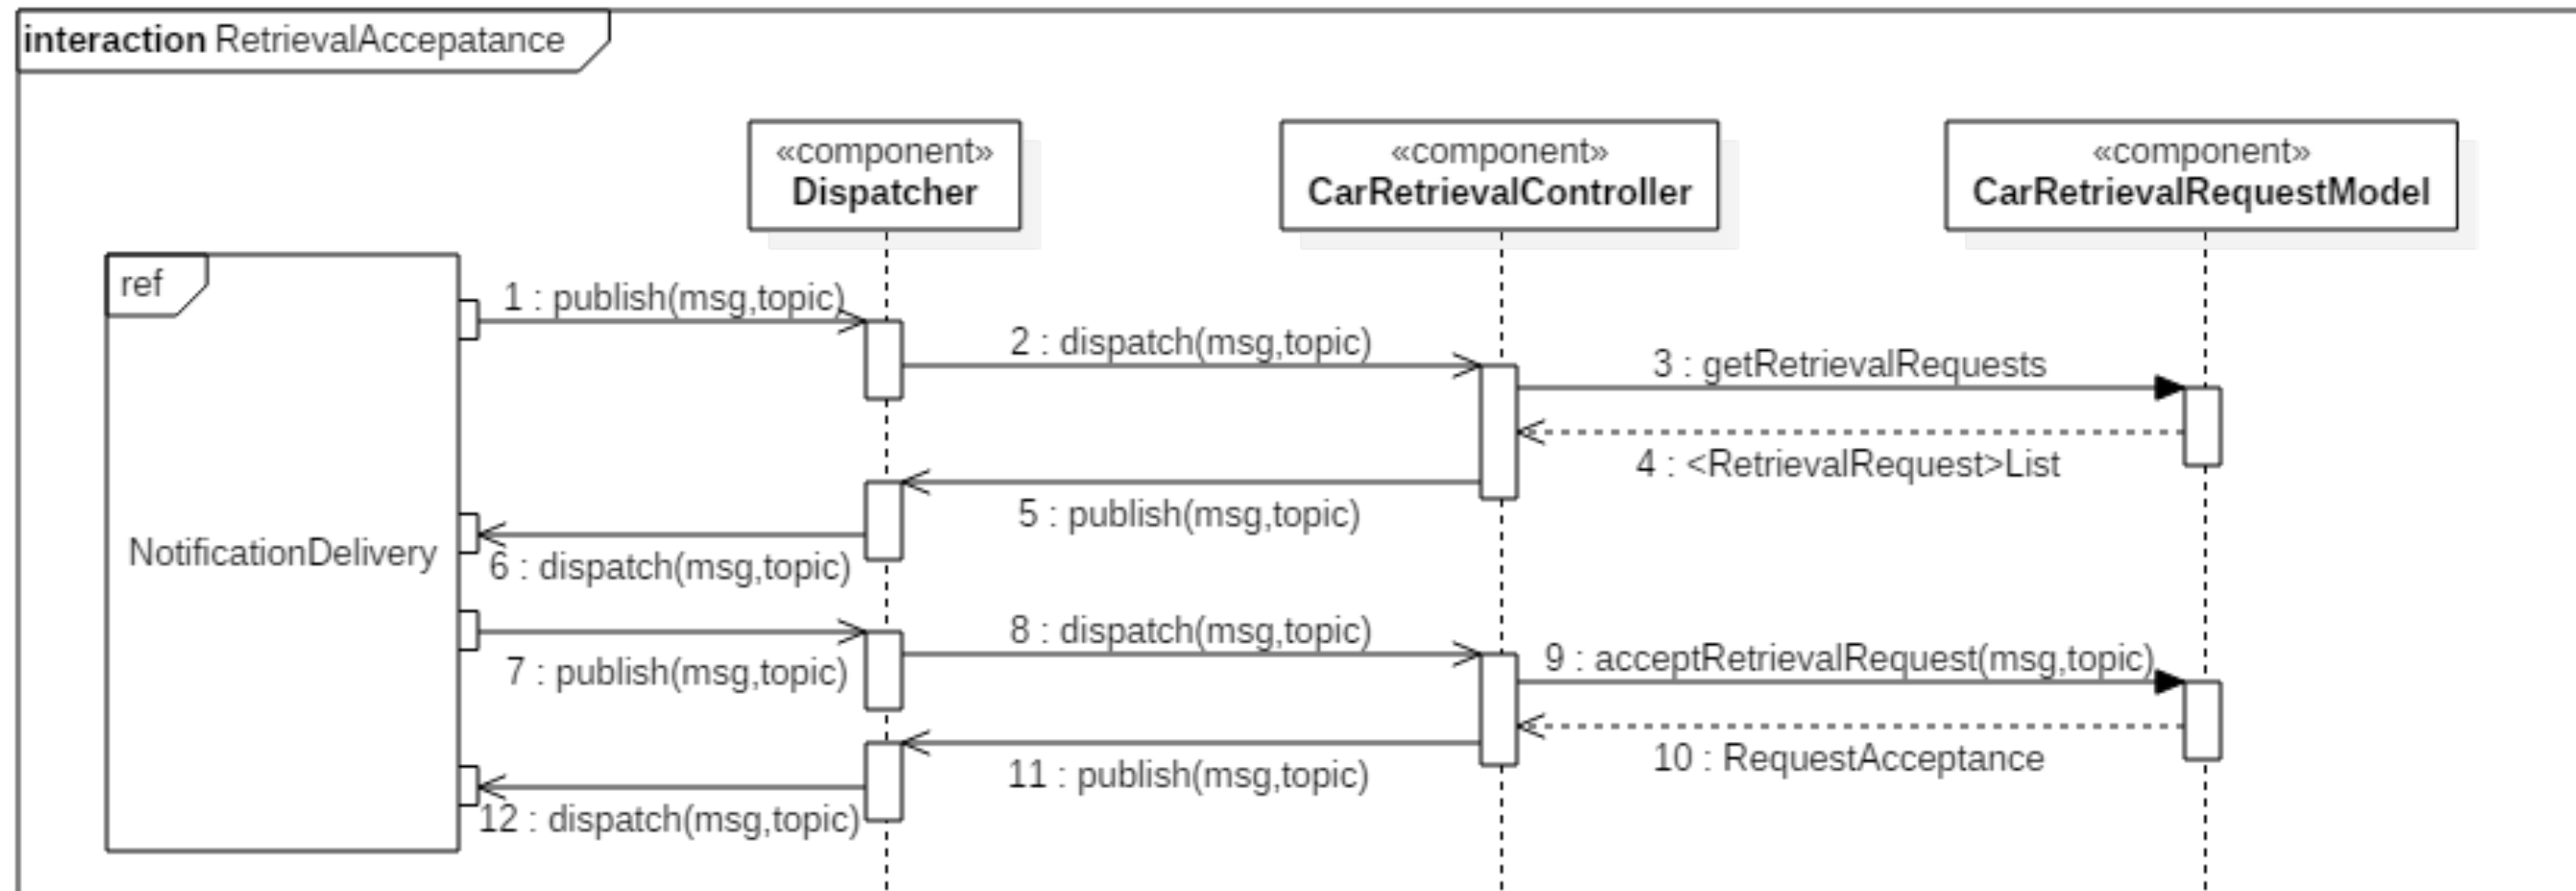 interaction RetrievalAccepatance
«component»
Dispatcher
«component»
CarRetrievalController
«component»
CarRetrievalRequestModel
ref
NotificationDelivery
1 : publish(msg,topic)
2 : dispatch(msg,topic)
3 : getRetrievalRequests
4 : <RetrievalRequest>List
5 : publish(msg,topic)
6 : dispatch(msg,topic)
7 : publish(msg,topic)
8 : dispatch(msg,topic)
9 : acceptRetrievalRequest(msg,topic)
10 : RequestAcceptance
11 : publish(msg,topic)
12 : dispatch(msg,topic)